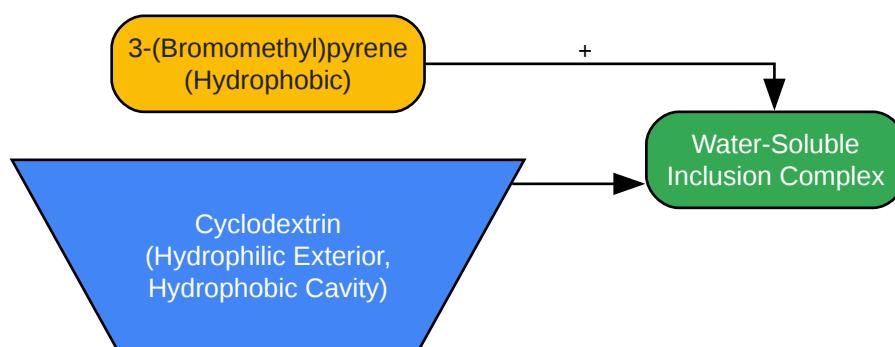 3-(Bromomethyl)pyrene
(Hydrophobic)
+
Water-Soluble
Inclusion Complex
Cyclodextrin
(Hydrophilic Exterior,
Hydrophobic Cavity)